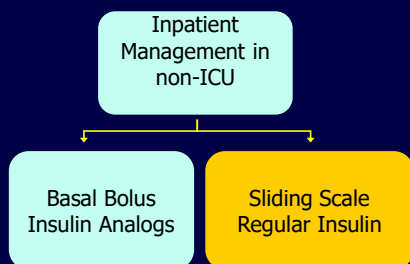 Inpatient
Management in
non-ICU
Basal Bolus
Insulin Analogs
Sliding Scale
Regular Insulin